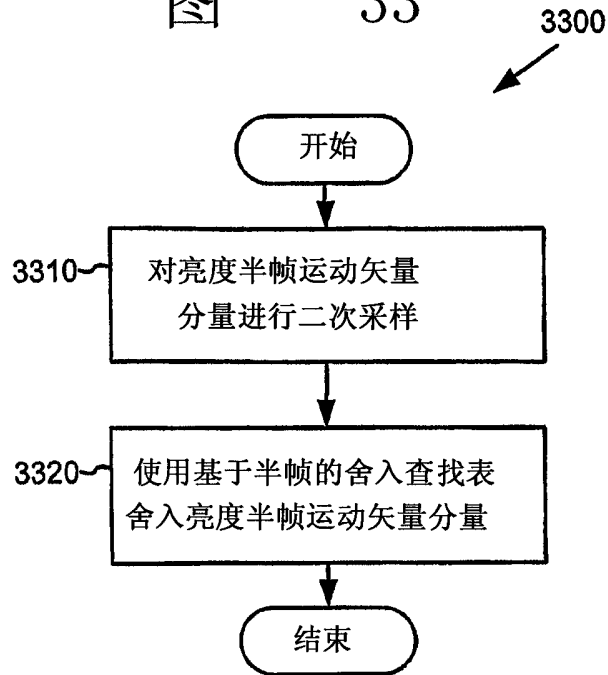 图 33
3300
开始
3310
对亮度半帧运动矢量
分量进行二次采样
3320
使用基于半帧的舍入查找表
舍入亮度半帧运动矢量分量
结束